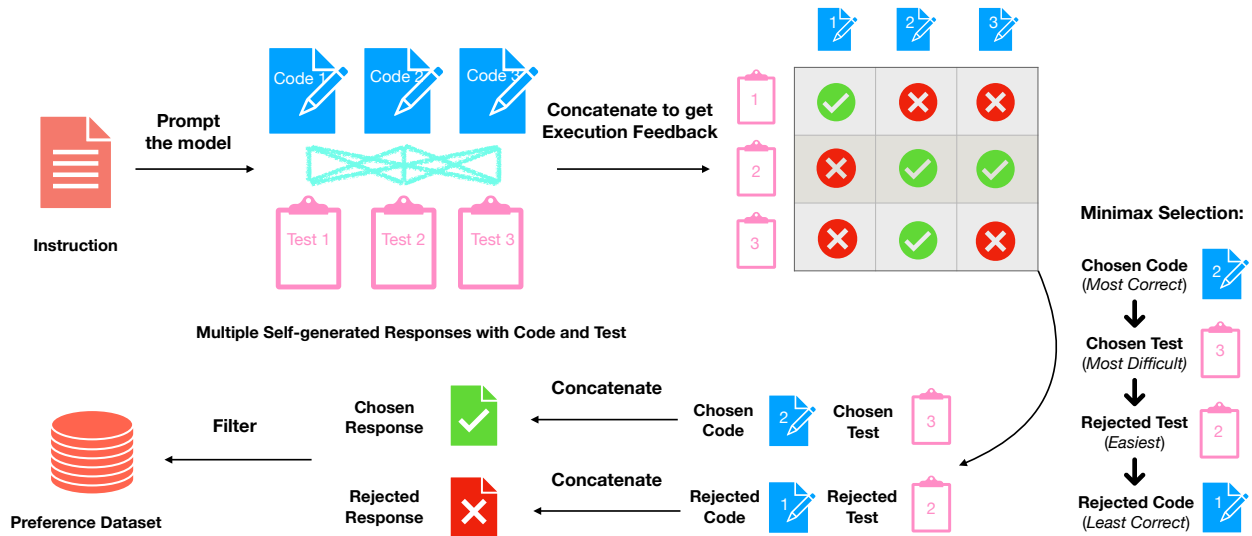 1
2
3
Code 1
Code 2
Code 3
Prompt
the model
Concatenate to get
Execution Feedback
1
2
3
Test 1
Test 2
Test 3
Instruction
Multiple Self-generated Responses with Code and Test
Minimax Selection:
Chosen Code
(Most Correct)
2
Chosen Test
(Most Difficult)
3
Rejected Test
(Easiest)
2
Rejected Code
(Least Correct)
1
Concatenate
Chosen
Response
Chosen
Code
2
Chosen
Test
3
Filter
Concatenate
Rejected
Response
Rejected
Code
1
Rejected
Test
2
Preference Dataset